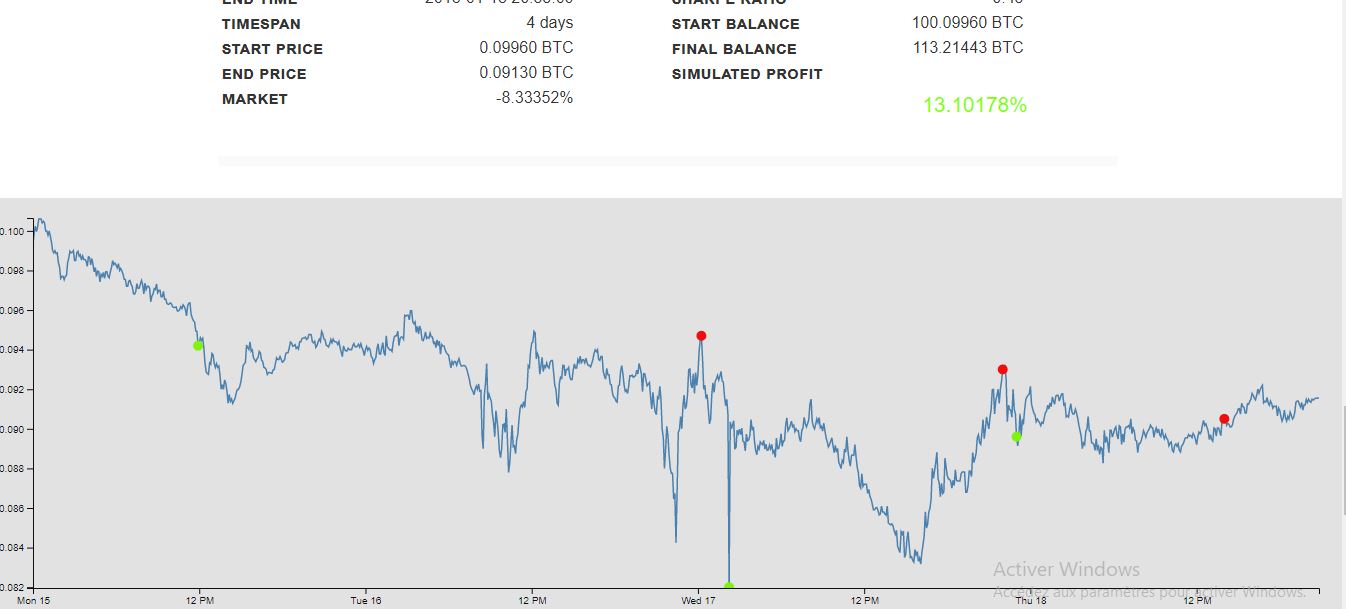 END TIME
SHARPE RATIO
TIMESPAN 4 days START BALANCE 100.09960 BTC
START PRICE 0.09960 BTC FINAL BALANCE 113.21443 BTC
END PRICE 0.09130 BTC SIMULATED PROFIT
MARKET -8.33352%
13.10178%
0.100
0.098
0.096
0.094
0.092
0.090
0.088
0.086
0.084
0.082
Mon 15 12 PM Tue 16 12 PM Wed 17 12 PM Thu 18 12 PM
Activer Windows
Accédez aux paramètres pour activer Windows.